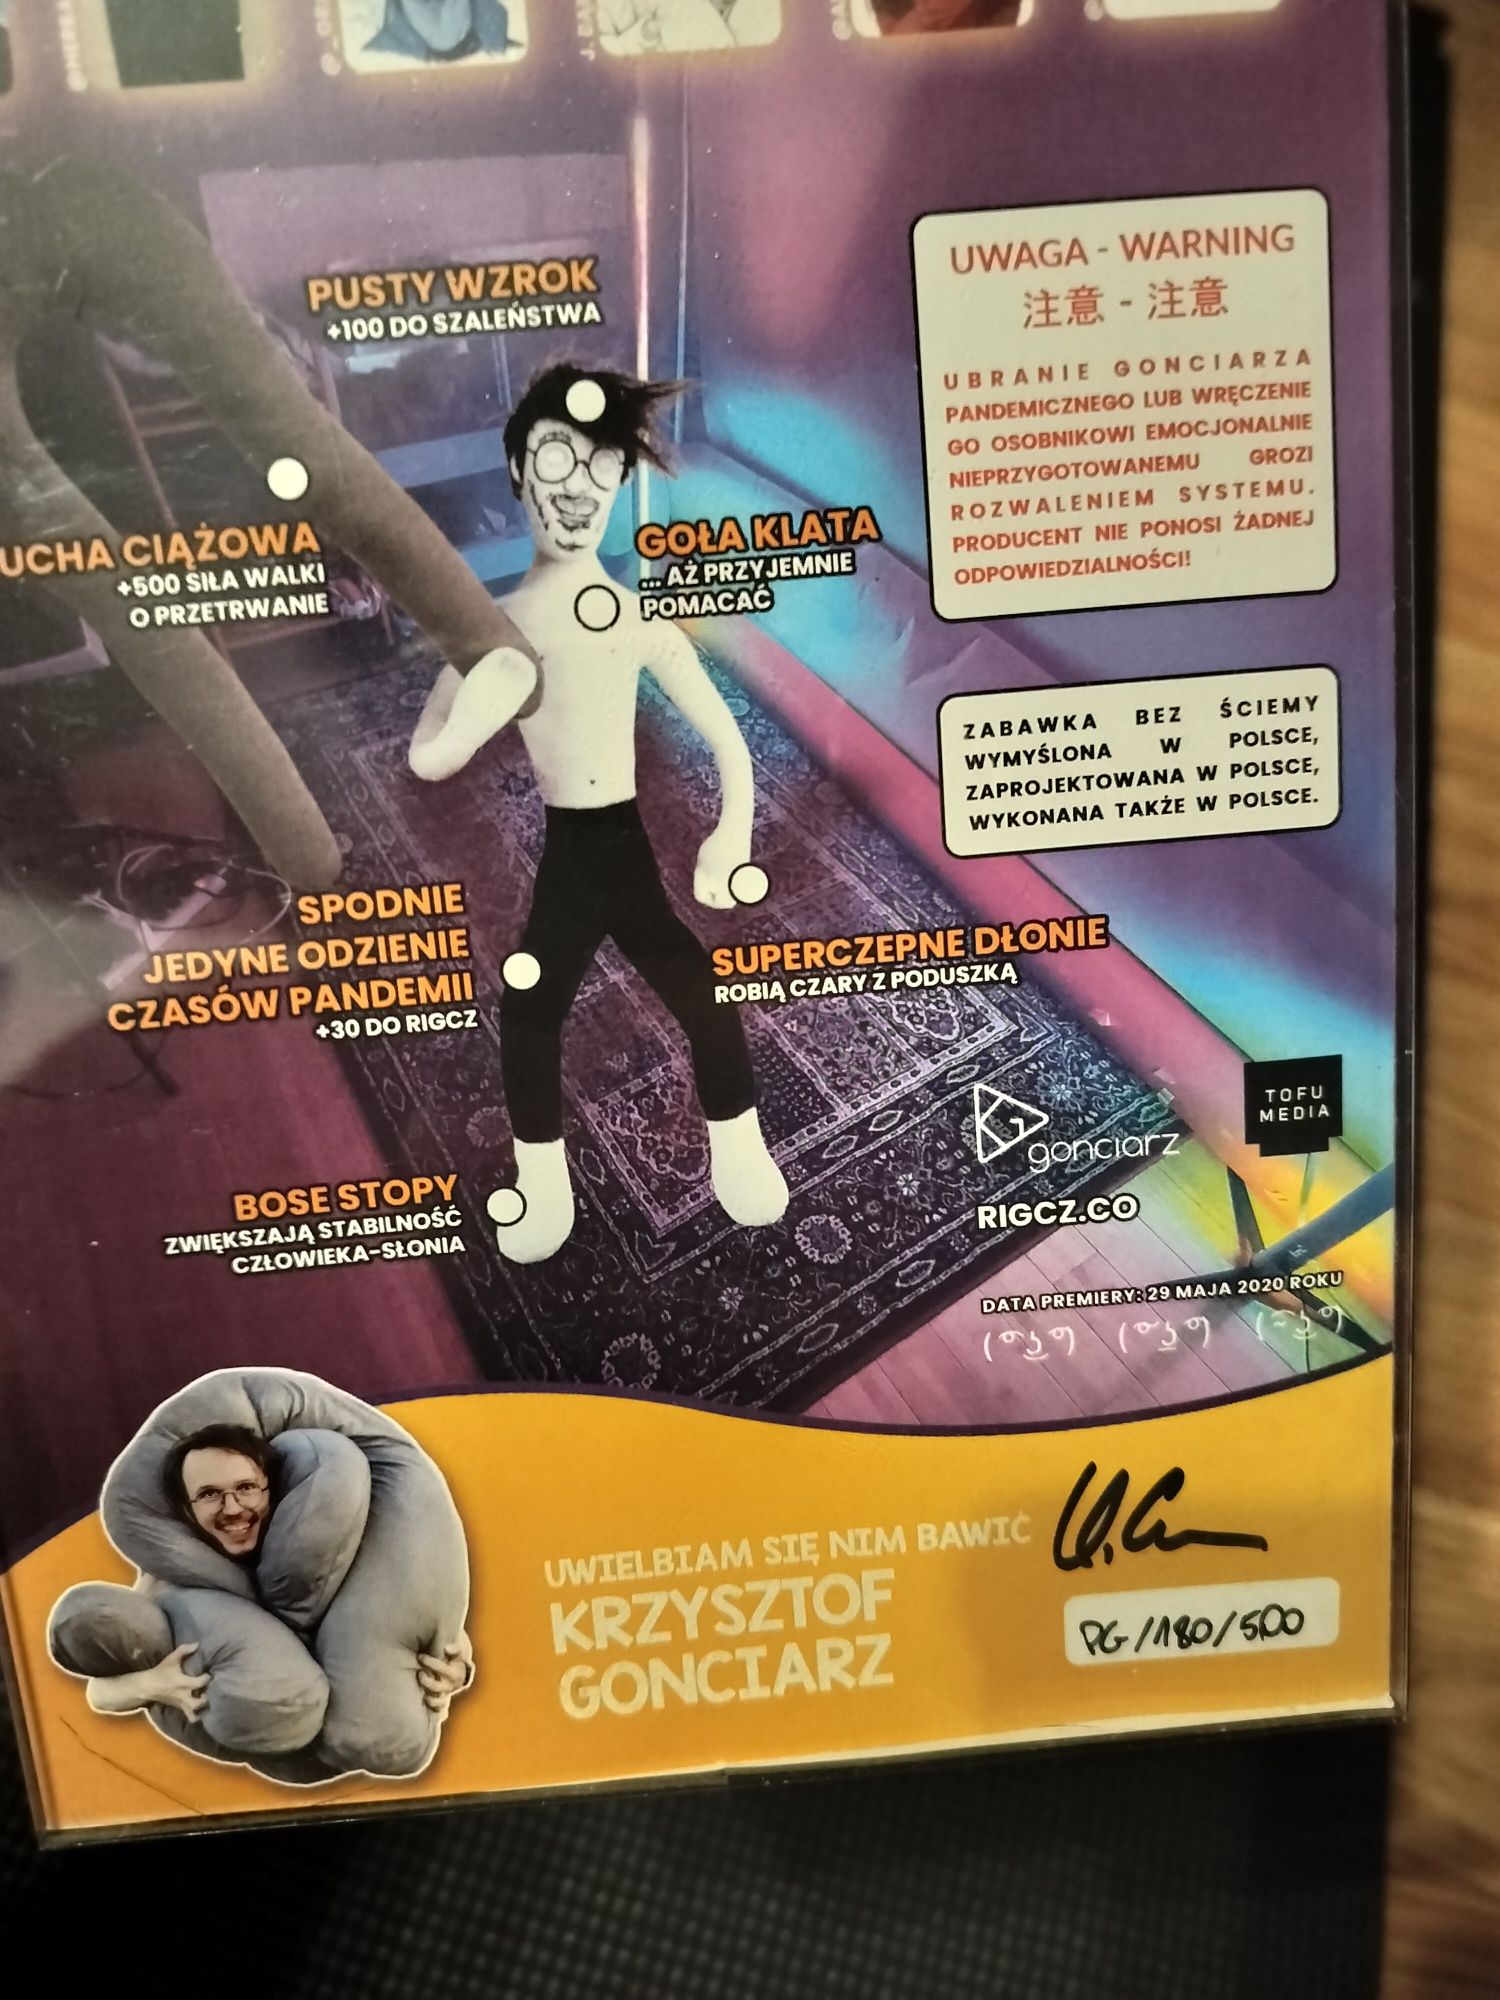 PUSTY WZROK
+100 DO SZALEŃSTWA
UWAGA - WARNING
注意 - 注意
UBRANIE GONCIARZA
PANDEMICZNEGO LUB WRĘCZENIE
GO OSOBNIKOWI EMOCJONALNIE
NIEPRZYGOTOWANEMU GROZI
ROZWALENIEM SYSTEMU.
PRODUCENT NIE PONOSI ŻADNEJ
ODPOWIEDZIALNOŚCI!
UCHA CIĄŻOWA
+500 SIŁA WALKI
O PRZETRWANIE
GOŁA KLATA
... AŻ PRZYJEMNIE
POMACAĆ
ZABAWKA BEZ ŚCIEMY
WYMYŚLONA W POLSCE,
ZAPROJEKTOWANA W POLSCE,
WYKONANA TAKŻE W POLSCE.
SPODNIE
JEDYNE ODZIENIE
CZASÓW PANDEMII
+30 DO RIGCZ
SUPERCZEPNE DŁONIE
ROBIĄ CZARY Z PODUSZKĄ
gonciarz
TOFU
MEDIA
BOSE STOPY
ZWIĘKSZAJĄ STABILNOŚĆ
CZŁOWIEKA-SŁONIA
RIGCZ.CO
DATA PREMIERY: 29 MAJA 2020 ROKU
( ͡° ͜ʖ ͡°) ( ͡° ͜ʖ ͡°) ( ͡° ͜ʖ ͡°)
UWIELBIAM SIĘ NIM BAWIĆ
KRZYSZTOF
GONCIARZ
PG/180/500